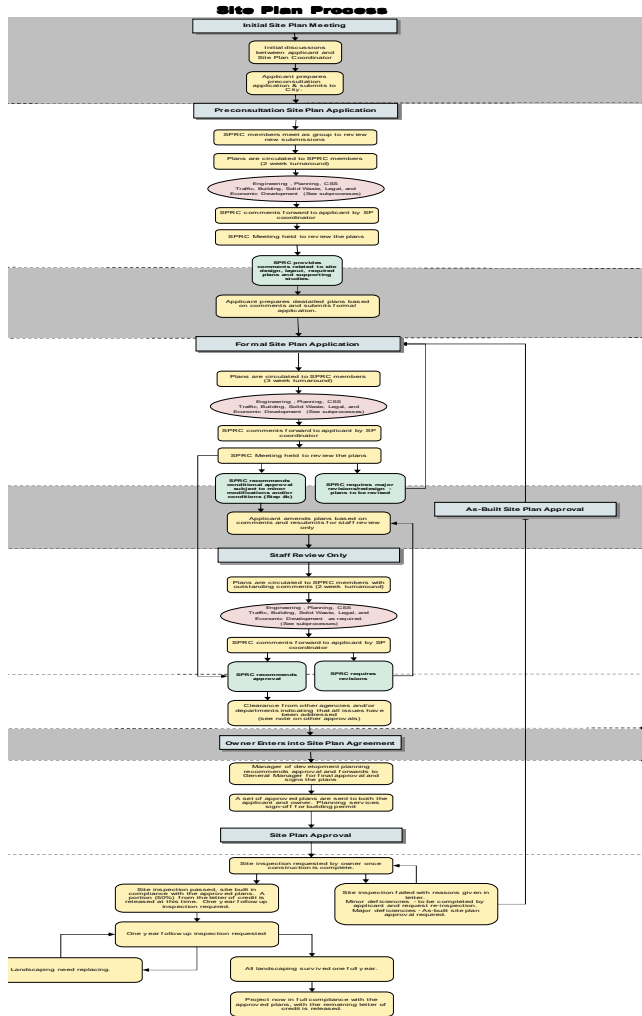 Site Plan Process
Initial Site Plan Meeting
Initial discussions
between applicant and
Site Plan Coordinator
Applicant prepares
preconsultation
application & submits to
City.
Preconsultation Site Plan Application
SPRC members meet as group to review
new submissions
Plans are circulated to SPRC members
(2 week turnaround)
Engineering , Planning, CSS
Traffic, Building, Solid Waste, Legal, and
Economic Development (See subprocesses)
SPRC comments forward to applicant by SP
coordinator
SPRC Meeting held to review the plans
SPRC provides
comments related to site
design, layout, required
plans and supporting
studies.
Applicant prepares deatailed plans based
on comments and submits formal
application.
Formal Site Plan Application
Plans are circulated to SPRC members
(3 week turnaround)
Engineering , Planning, CSS
Traffic, Building, Solid Waste, Legal, and
Economic Development (See subprocesses)
SPRC comments forward to applicant by SP
coordinator
SPRC Meeting held to review the plans
SPRC recommends
conditional approval
subject to minor
modifications and/or
conditions (Step 4b)
SPRC requires major
revisions/redesign -
plans to be revised
As-Built Site Plan Approval
Applicant amends plans based on
comments and resubmits for staff review
only
Staff Review Only
Plans are circulated to SPRC members with
outstanding comments (2 week turnaround)
Engineering , Planning, CSS
Traffic, Building, Solid Waste, Legal, and
Economic Development as required.
(See subprocesses)
SPRC comments forward to applicant by SP
coordinator
SPRC recommends
approval
SPRC requires
revisions
Clearance from other agencies and/or
departments indicating that all issues have
been addressed
(see note on other approvals)
Owner Enters into Site Plan Agreement
Manager of development planning
recommends approval and forwards to
General Manager for final approval and
signs the plans
A set of approved plans are sent to both the
applicant and owner. Planning services
sign-off for building permit
Site Plan Approval
Site inspection requested by owner once
construction is complete.
Site inspection passed, site built in
compliance with the approved plans. A
portion (50%) from the letter of credit is
released at this time. One year follow up
inspection required.
Site inspection failed with reasons given in
letter.
Minor deficiencies - to be completed by
applicant and request re-inspection.
Major deficiencies - As-built site plan
approval required.
One year follow up inspection requested
Landscaping need replacing.
All landscaping survived one full year.
Project now in full compliance with the
approved plans, with the remaining letter of
credit is released.